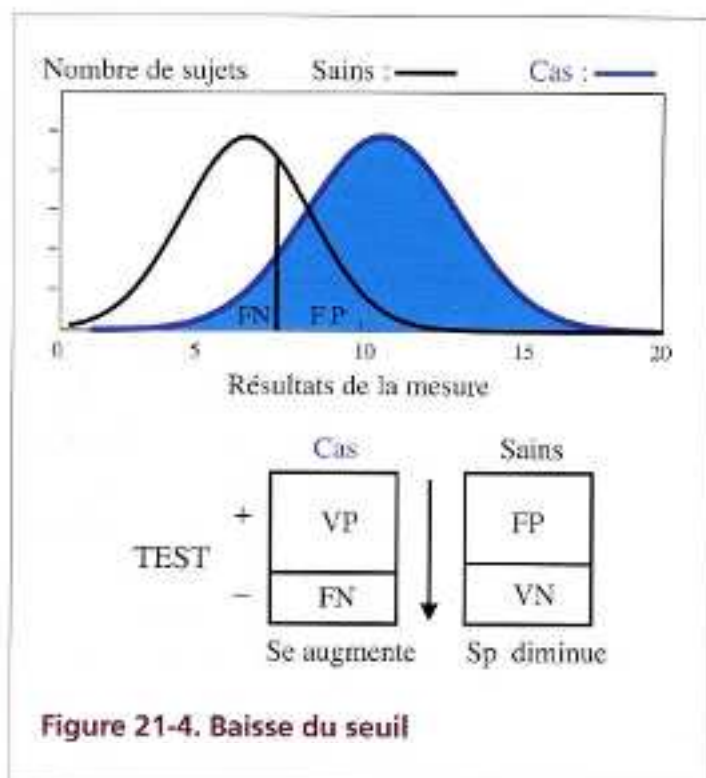 Nombre de sujets Sains : Cas :
FN FP
0 5 10 15 20
Résultats de la mesure
Cas Sains
+ VP FP
TEST
- FN VN
Se augmente Sp diminue
Figure 21-4. Baisse du seuil